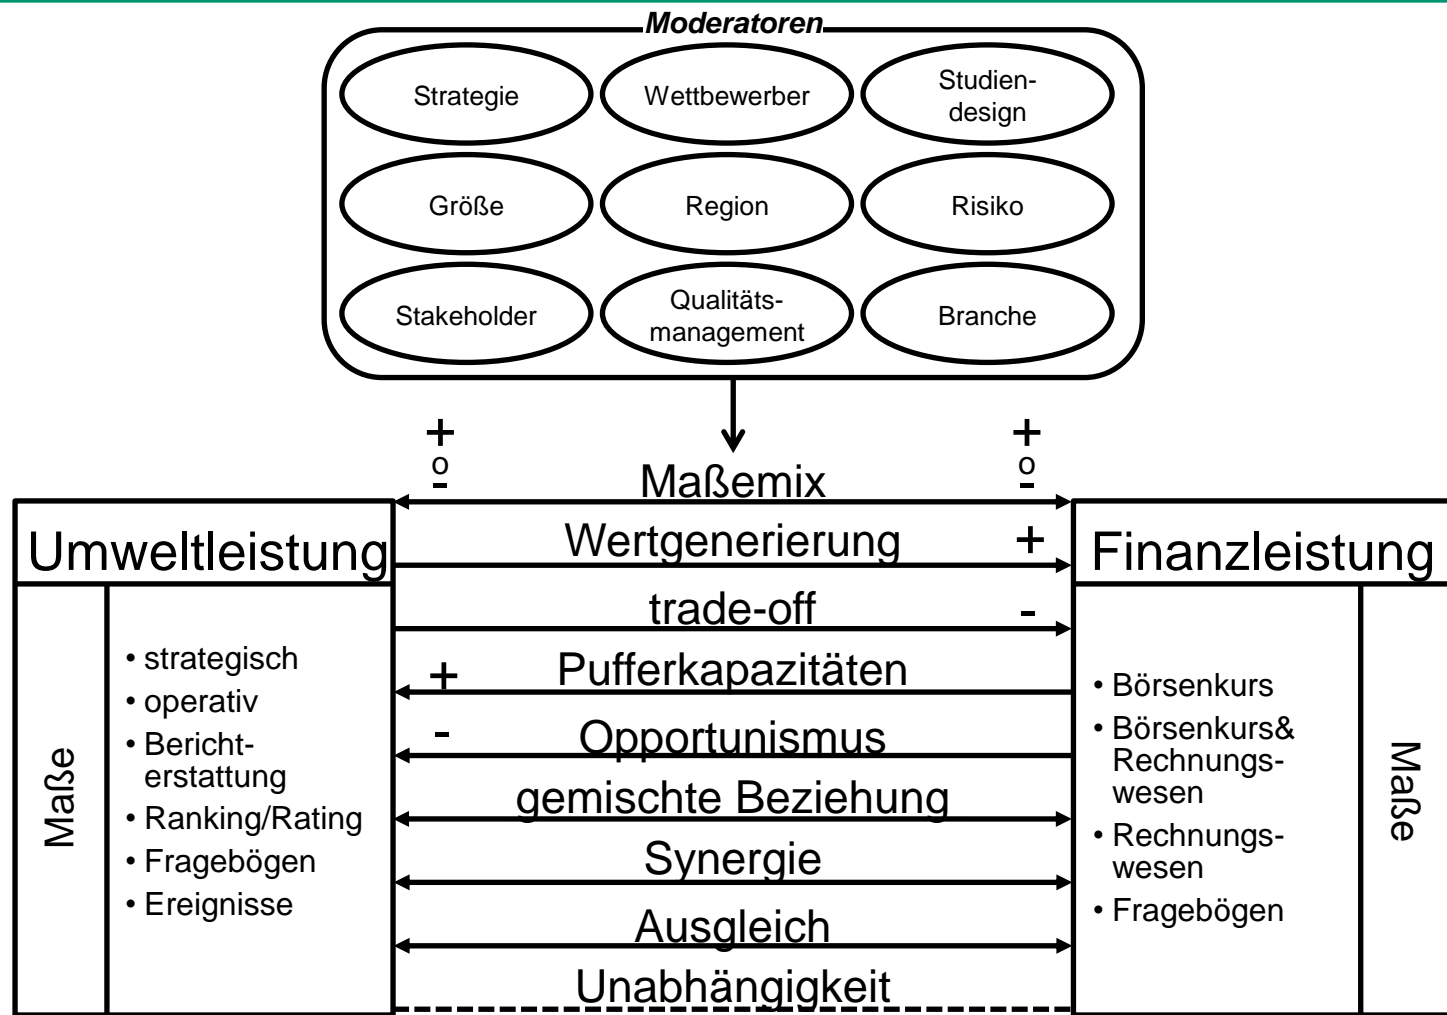 Moderatoren
Strategie
Wettbewerber
Studien-
design
Größe
Region
Risiko
Stakeholder
Qualitäts-
management
Branche
+ +
o o
- Maßemix -
Umweltleistung
Maße
• strategisch
• operativ
• Bericht-
erstattung
• Ranking/Rating
• Fragebögen
• Ereignisse
Wertgenerierung +
trade-off -
+ Pufferkapazitäten
- Opportunismus
gemischte Beziehung
Synergie
Ausgleich
Unabhängigkeit
Finanzleistung
• Börsenkurs
• Börsenkurs&
Rechnungs-
wesen
• Rechnungs-
wesen
• Fragebögen
Maße